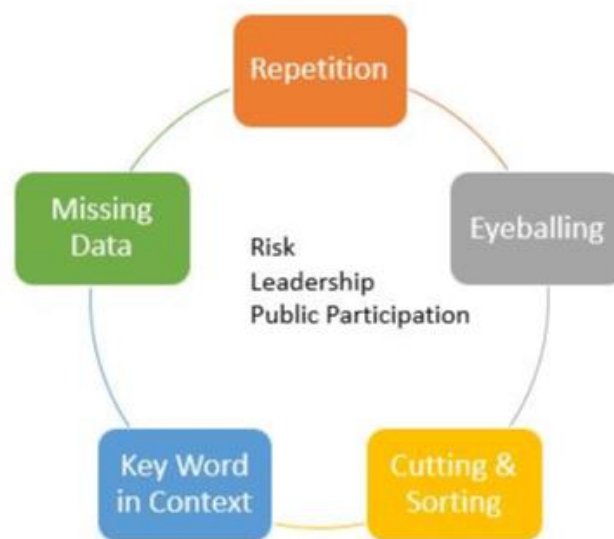 Repetition
Missing
Data
Eyeballing
Risk
Leadership
Public Participation
Key Word
in Context
Cutting &
Sorting